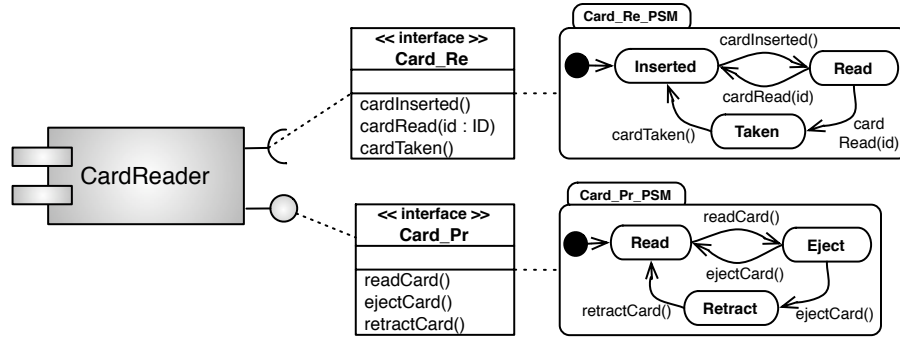 CardReader
<< interface >>
Card_Re
cardInserted()
cardRead(id : ID)
cardTaken()
Card_Re_PSM
Inserted
cardInserted()
Read
cardRead(id)
cardTaken()
Taken
card
Read(id)
<< interface >>
Card_Pr
readCard()
ejectCard()
retractCard()
Card_Pr_PSM
Read
readCard()
Eject
ejectCard()
retractCard()
Retract
ejectCard()